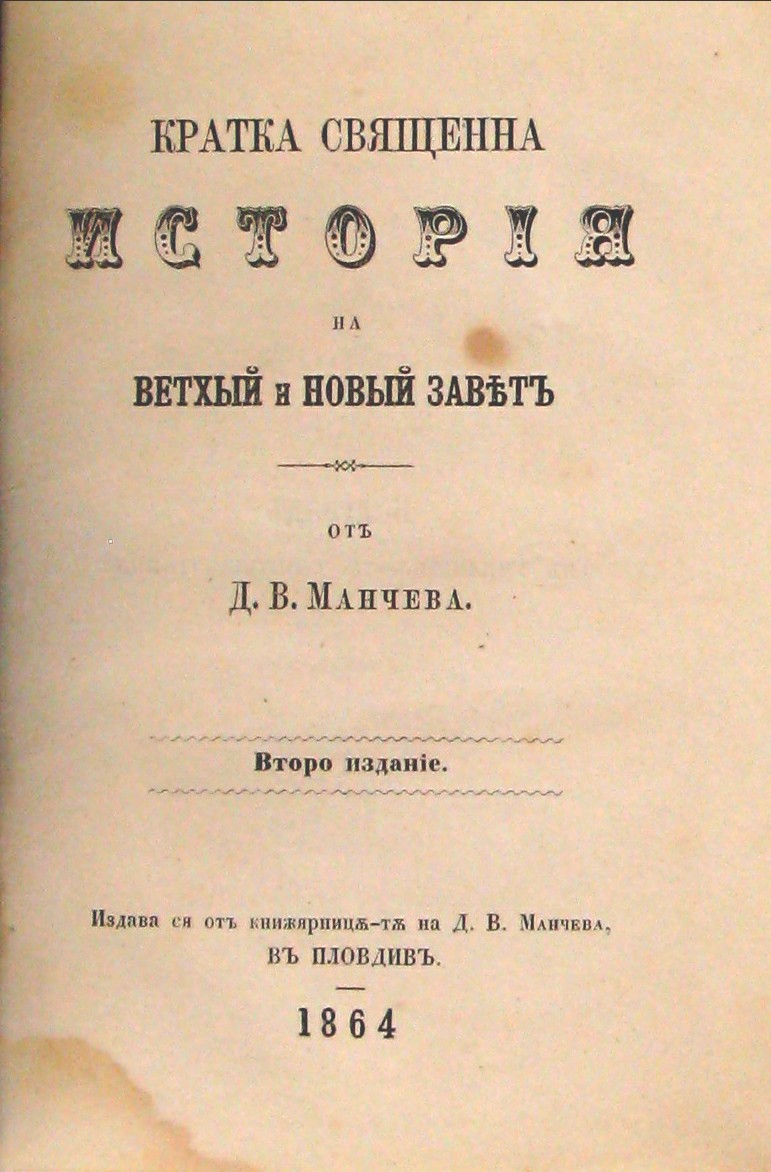 КРАТКА СВЯЩЕННА
ИСТОРІЯ
НА
ВЕТХЫЙ и НОВЫЙ ЗАВѢТЪ
ОТЪ
Д. В. МАНЧЕВА.
Второ изданіе.
Издава ся отъ книжярницѫ-тѫ на Д. В. МАНЧЕВА,
ВЪ ПЛОВДИВЪ.
1864